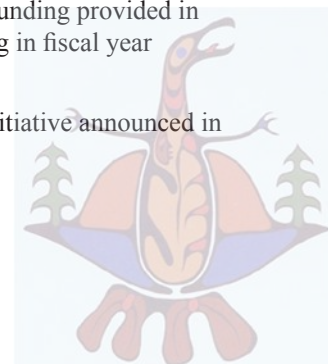 unding provided in
g in fiscal year
itiative announced in